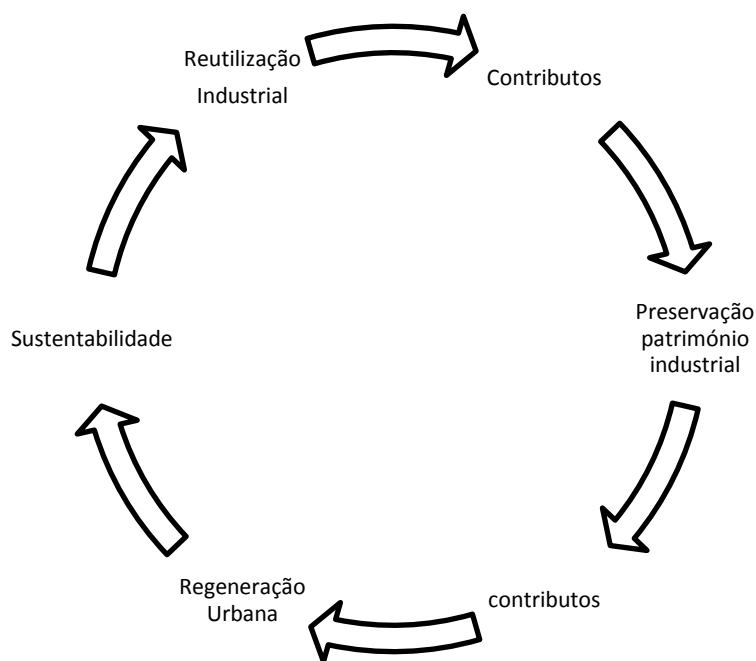 Reutilização
Industrial
Contributos
Preservação
património
industrial
contributos
Regeneração
Urbana
Sustentabilidade